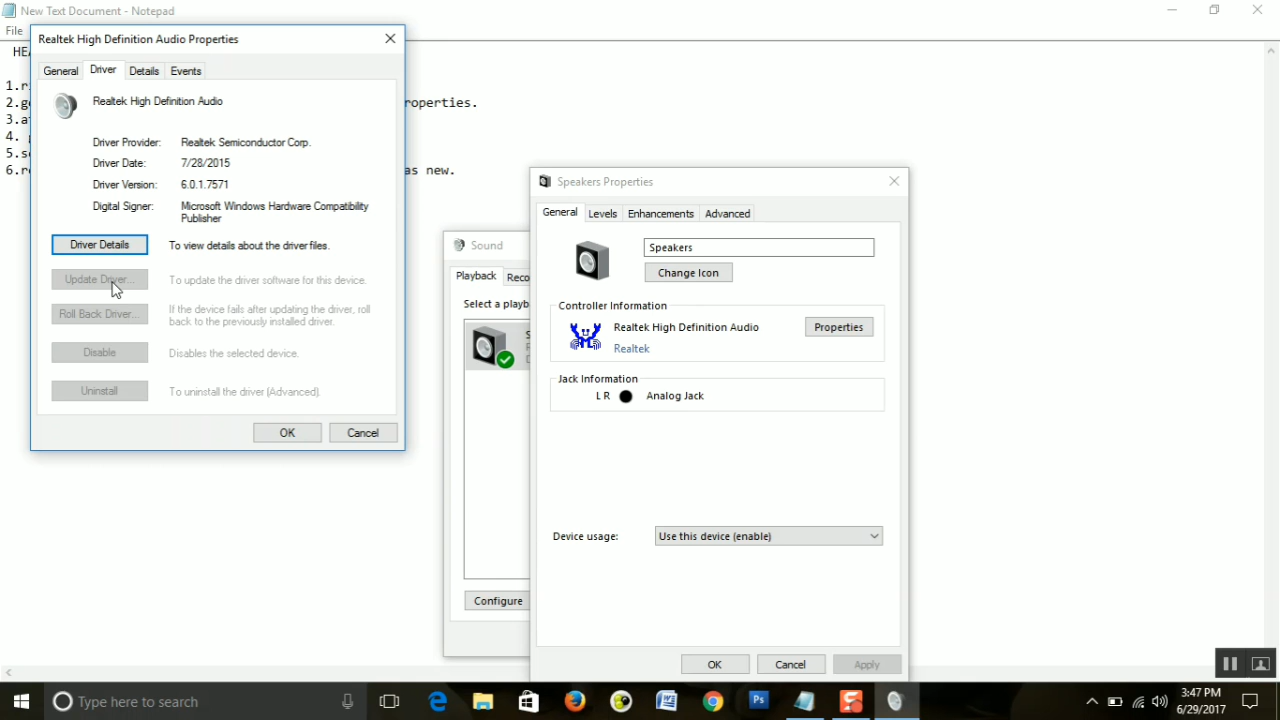 New Text Document - Notepad
File
HE
1.r
2.g
roperties.
3.a
4.
5.s
6.r
as new.
Realtek High Definition Audio Properties
General Driver Details Events
Realtek High Definition Audio
Driver Provider: Realtek Semiconductor Corp.
Driver Date: 7/28/2015
Driver Version: 6.0.1.7571
Digital Signer: Microsoft Windows Hardware Compatibility
Publisher
Driver Details To view details about the driver files.
Update Driver... To update the driver software for this device.
Roll Back Driver... If the device fails after updating the driver, roll
back to the previously installed driver.
Disable Disables the selected device.
Uninstall To uninstall the driver (Advanced).
OK Cancel
Sound
Playback Reco
Select a playb
Configure
Speakers Properties
General Levels Enhancements Advanced
Speakers
Change Icon
Controller Information
Realtek High Definition Audio Properties
Realtek
Jack Information
L R Analog Jack
Device usage: Use this device (enable)
OK Cancel Apply
Type here to search
3:47 PM
6/29/2017